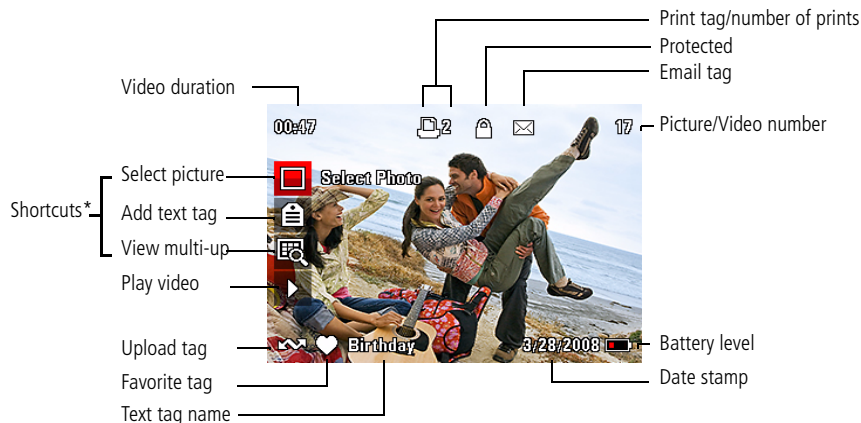 Print tag/number of prints
Protected
Email tag
Video duration
00:47
2
17
Picture/Video number
Select picture
Select Photo
Shortcuts*
Add text tag
View multi-up
Play video
Upload tag
Birthday
3/28/2008
Battery level
Favorite tag
Date stamp
Text tag name